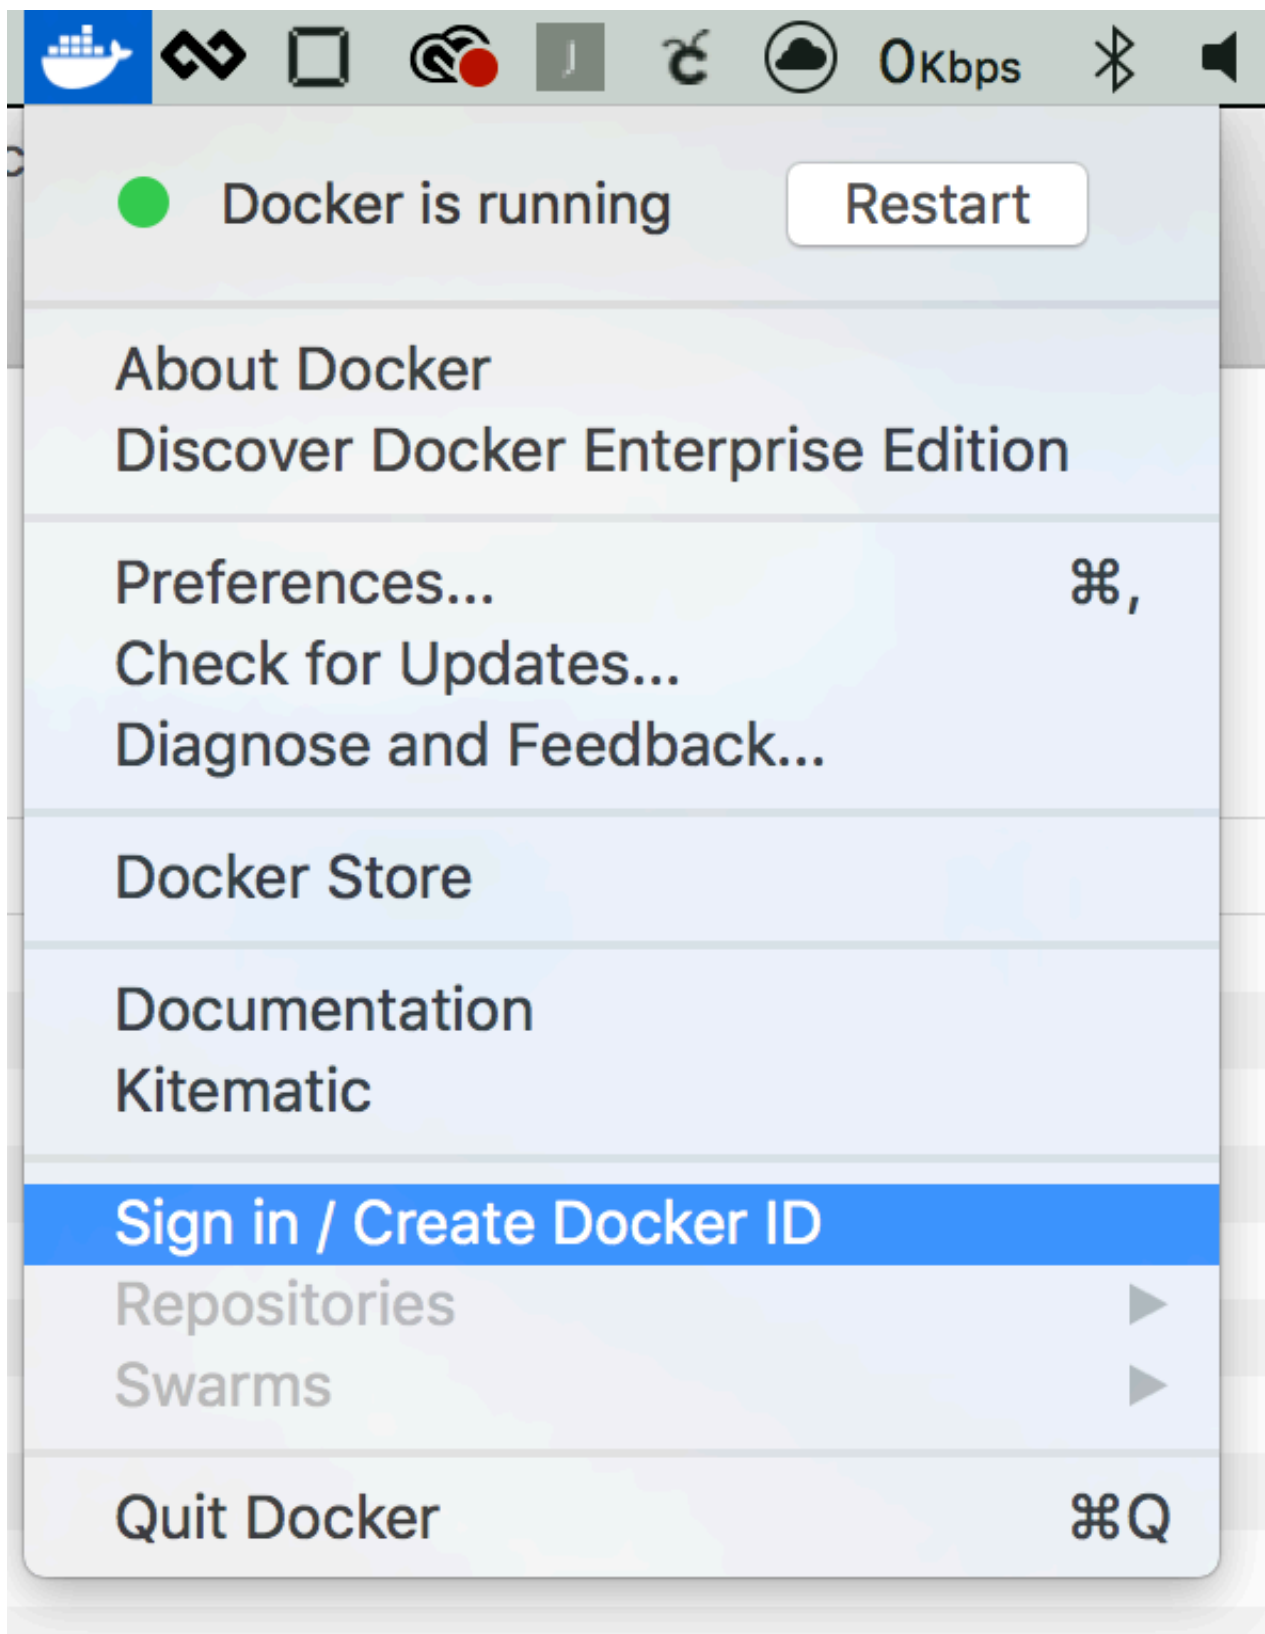 0Kbps
Docker is running Restart
About Docker
Discover Docker Enterprise Edition
Preferences... ⌘,
Check for Updates...
Diagnose and Feedback...
Docker Store
Documentation
Kitematic
Sign in / Create Docker ID
Repositories
Swarms
Quit Docker ⌘Q